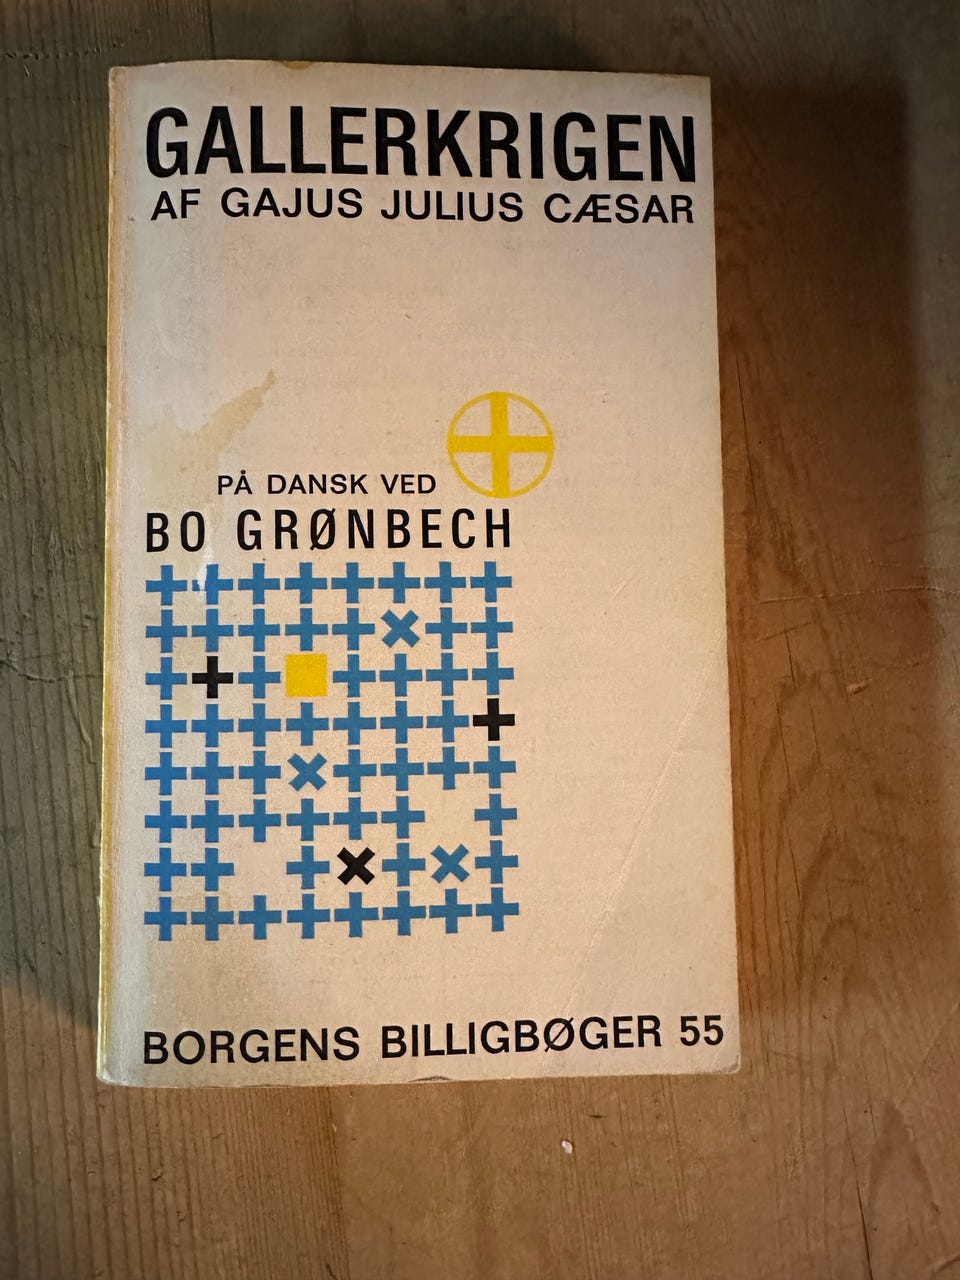 GALLERKRIGEN
AF GAJUS JULIUS CÆSAR
PÅ DANSK VED
BO GRØNBECH
BORGENS BILLIGBØGER 55